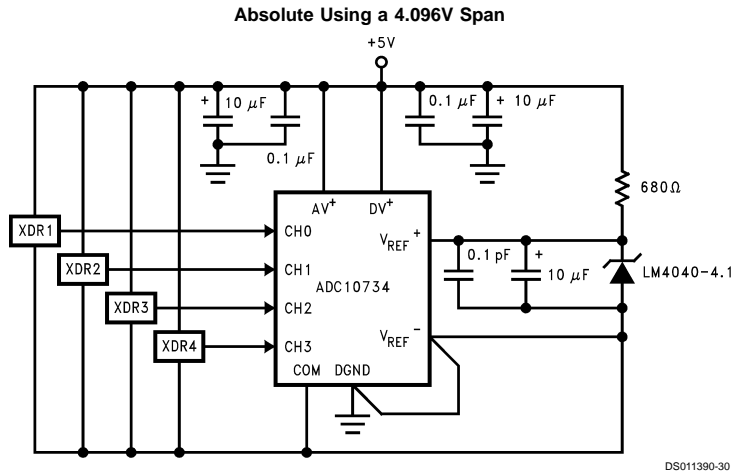 Absolute Using a 4.096V Span
+5V
+ 10 μF
0.1 μF
0.1 μF
+ 10 μF
680Ω
AV+
DV+
XDR1
CH0
VREF+
0.1 pF
+
10 μF
LM4040-4.1
XDR2
CH1
ADC10734
XDR3
CH2
XDR4
CH3
VREF-
COM DGND
DS011390-30